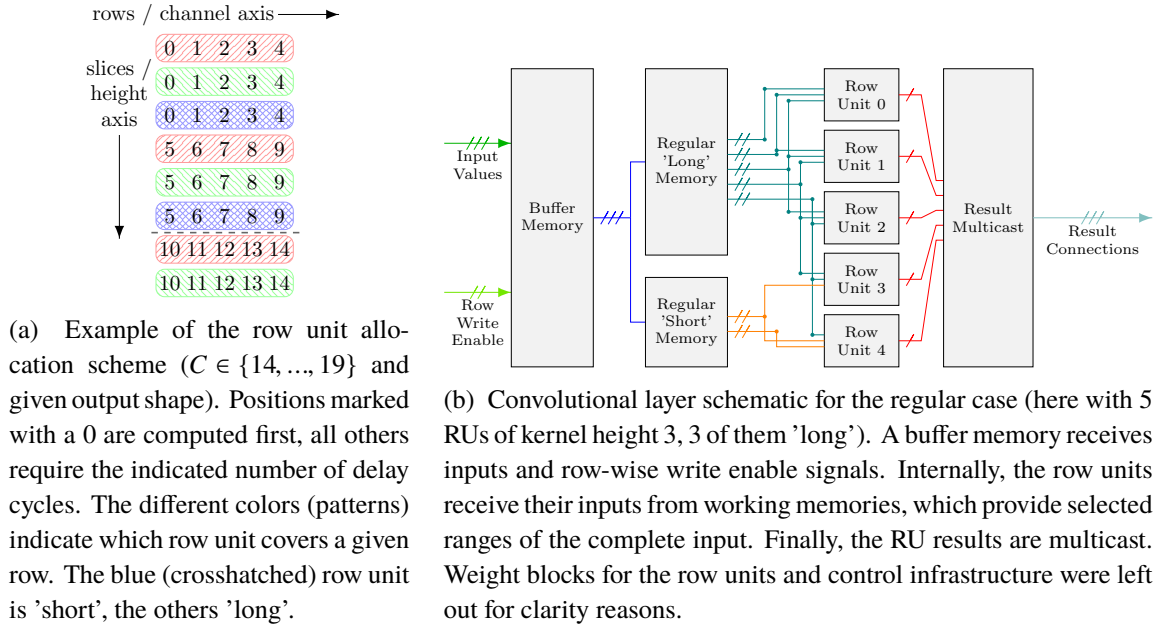 rows / channel axis
slices /
height
axis
0 1 2 3 4
0 1 2 3 4
0 1 2 3 4
5 6 7 8 9
5 6 7 8 9
5 6 7 8 9
10 11 12 13 14
10 11 12 13 14
(a) Example of the row unit allo-
cation scheme (C ∈ {14, ..., 19} and
given output shape). Positions marked
with a 0 are computed first, all others
require the indicated number of delay
cycles. The different colors (patterns)
indicate which row unit covers a given
row. The blue (crosshatched) row unit
is 'short', the others 'long'.
Input
Values
Row
Write
Enable
Buffer
Memory
Regular
'Long'
Memory
Regular
'Short'
Memory
Row
Unit 0
Row
Unit 1
Row
Unit 2
Row
Unit 3
Row
Unit 4
Result
Multicast
Result
Connections
(b) Convolutional layer schematic for the regular case (here with 5
RUs of kernel height 3, 3 of them 'long'). A buffer memory receives
inputs and row-wise write enable signals. Internally, the row units
receive their inputs from working memories, which provide selected
ranges of the complete input. Finally, the RU results are multicast.
Weight blocks for the row units and control infrastructure were left
out for clarity reasons.